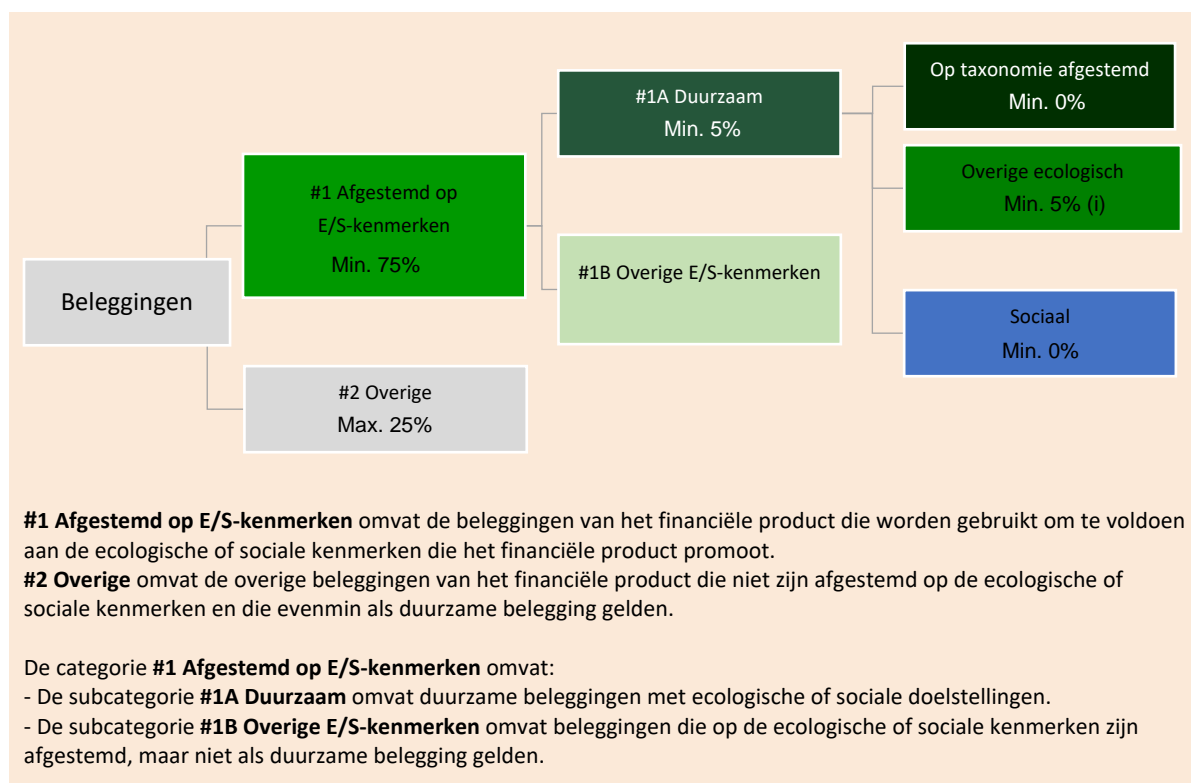 Beleggingen
#1 Afgestemd op
E/S-kenmerken
Min. 75%
#2 Overige
Max. 25%
#1A Duurzaam
Min. 5%
#1B Overige E/S-kenmerken
Op taxonomie afgestemd
Min. 0%
Overige ecologisch
Min. 5% (i)
Sociaal
Min. 0%
#1 Afgestemd op E/S-kenmerken omvat de beleggingen van het financiële product die worden gebruikt om te voldoen
aan de ecologische of sociale kenmerken die het financiële product promoot.
#2 Overige omvat de overige beleggingen van het financiële product die niet zijn afgestemd op de ecologische of
sociale kenmerken en die evenmin als duurzame belegging gelden.
De categorie #1 Afgestemd op E/S-kenmerken omvat:
- De subcategorie #1A Duurzaam omvat duurzame beleggingen met ecologische of sociale doelstellingen.
- De subcategorie #1B Overige E/S-kenmerken omvat beleggingen die op de ecologische of sociale kenmerken zijn
afgestemd, maar niet als duurzame belegging gelden.